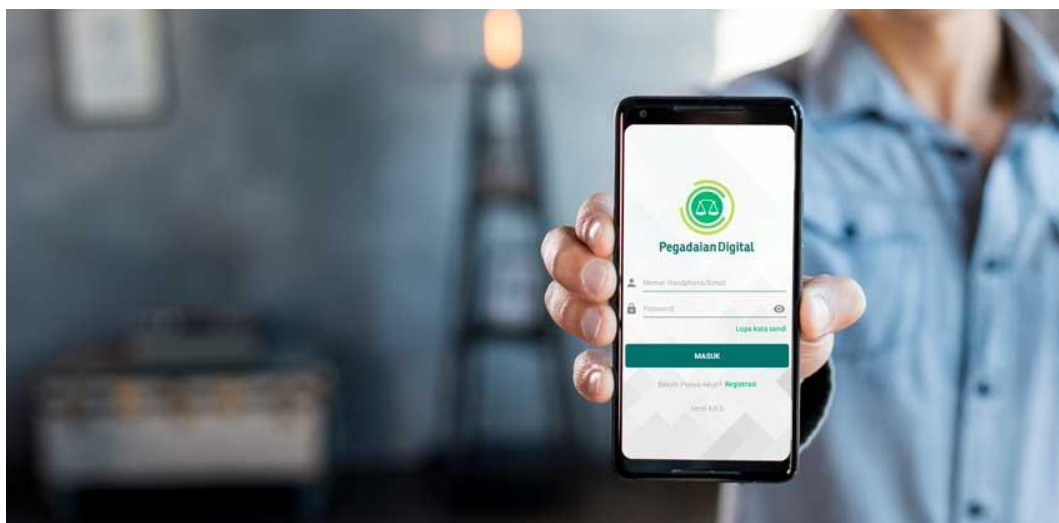 Pegadaian Digital
Nomor Handphone/Email
Password
Lupa kata sandi
MASUK
Belum Punya Akun? Registrasi